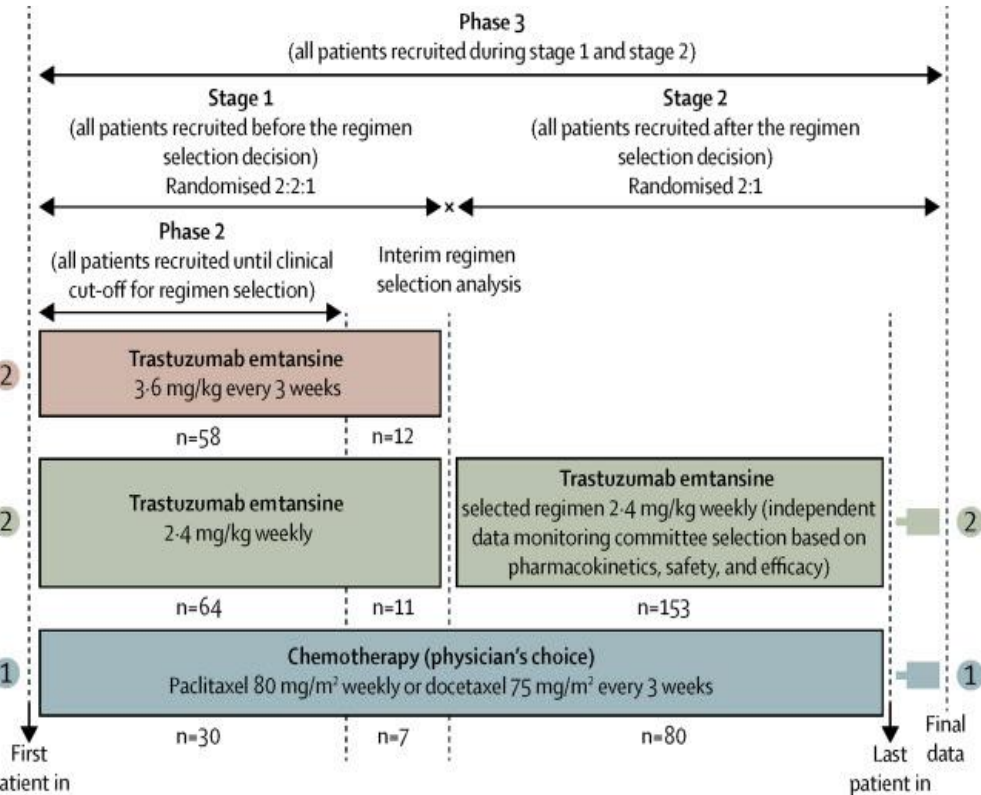 Phase 3
(all patients recruited during stage 1 and stage 2)
Stage 1
(all patients recruited before the regimen
selection decision)
Randomised 2:2:1
Stage 2
(all patients recruited after the regimen
selection decision)
Randomised 2:1
×
Phase 2
(all patients recruited until clinical
cut-off for regimen selection)
Interim regimen
selection analysis
2
Trastuzumab emtansine
3·6 mg/kg every 3 weeks
n=58
n=12
2
Trastuzumab emtansine
2·4 mg/kg weekly
Trastuzumab emtansine
selected regimen 2·4 mg/kg weekly (independent
data monitoring committee selection based on
pharmacokinetics, safety, and efficacy)
2
n=64
n=11
n=153
1
Chemotherapy (physician's choice)
Paclitaxel 80 mg/m² weekly or docetaxel 75 mg/m² every 3 weeks
1
n=30
n=7
n=80
First
atient in
Last
patient in
Final
data